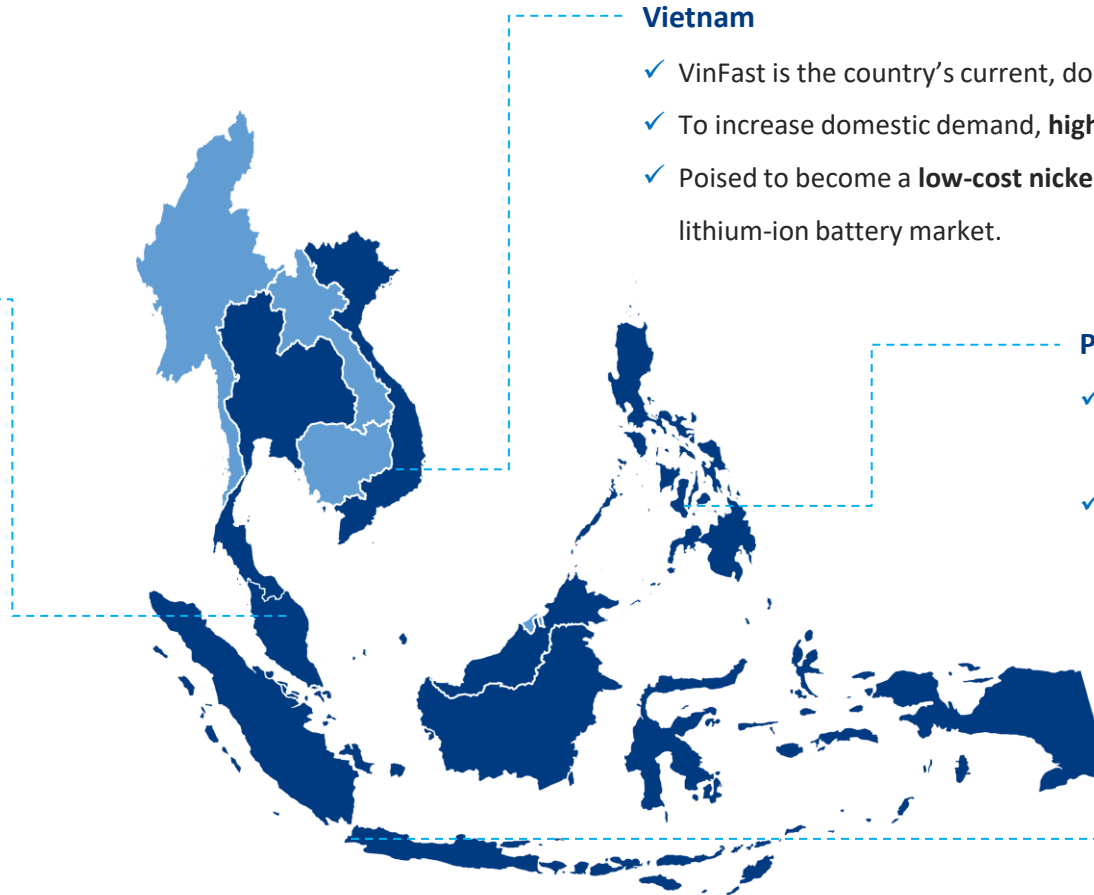 Vietnam
✓ VinFast is the country's current, do
✓ To increase domestic demand, high
✓ Poised to become a low-cost nicke
lithium-ion battery market.
P
✓
✓